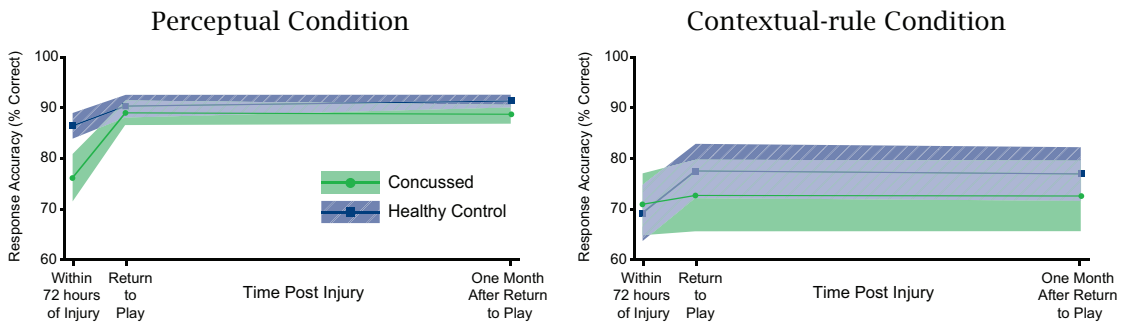 Perceptual Condition
Response Accuracy (% Correct)
100
90
80
70
60
Concussed
Healthy Control
Within
72 hours
of Injury
Return
to
Play
Time Post Injury
One Month
After Return
to Play
Contextual-rule Condition
Response Accuracy (% Correct)
100
90
80
70
60
Within
72 hours
of Injury
Return
to
Play
Time Post Injury
One Month
After Return
to Play